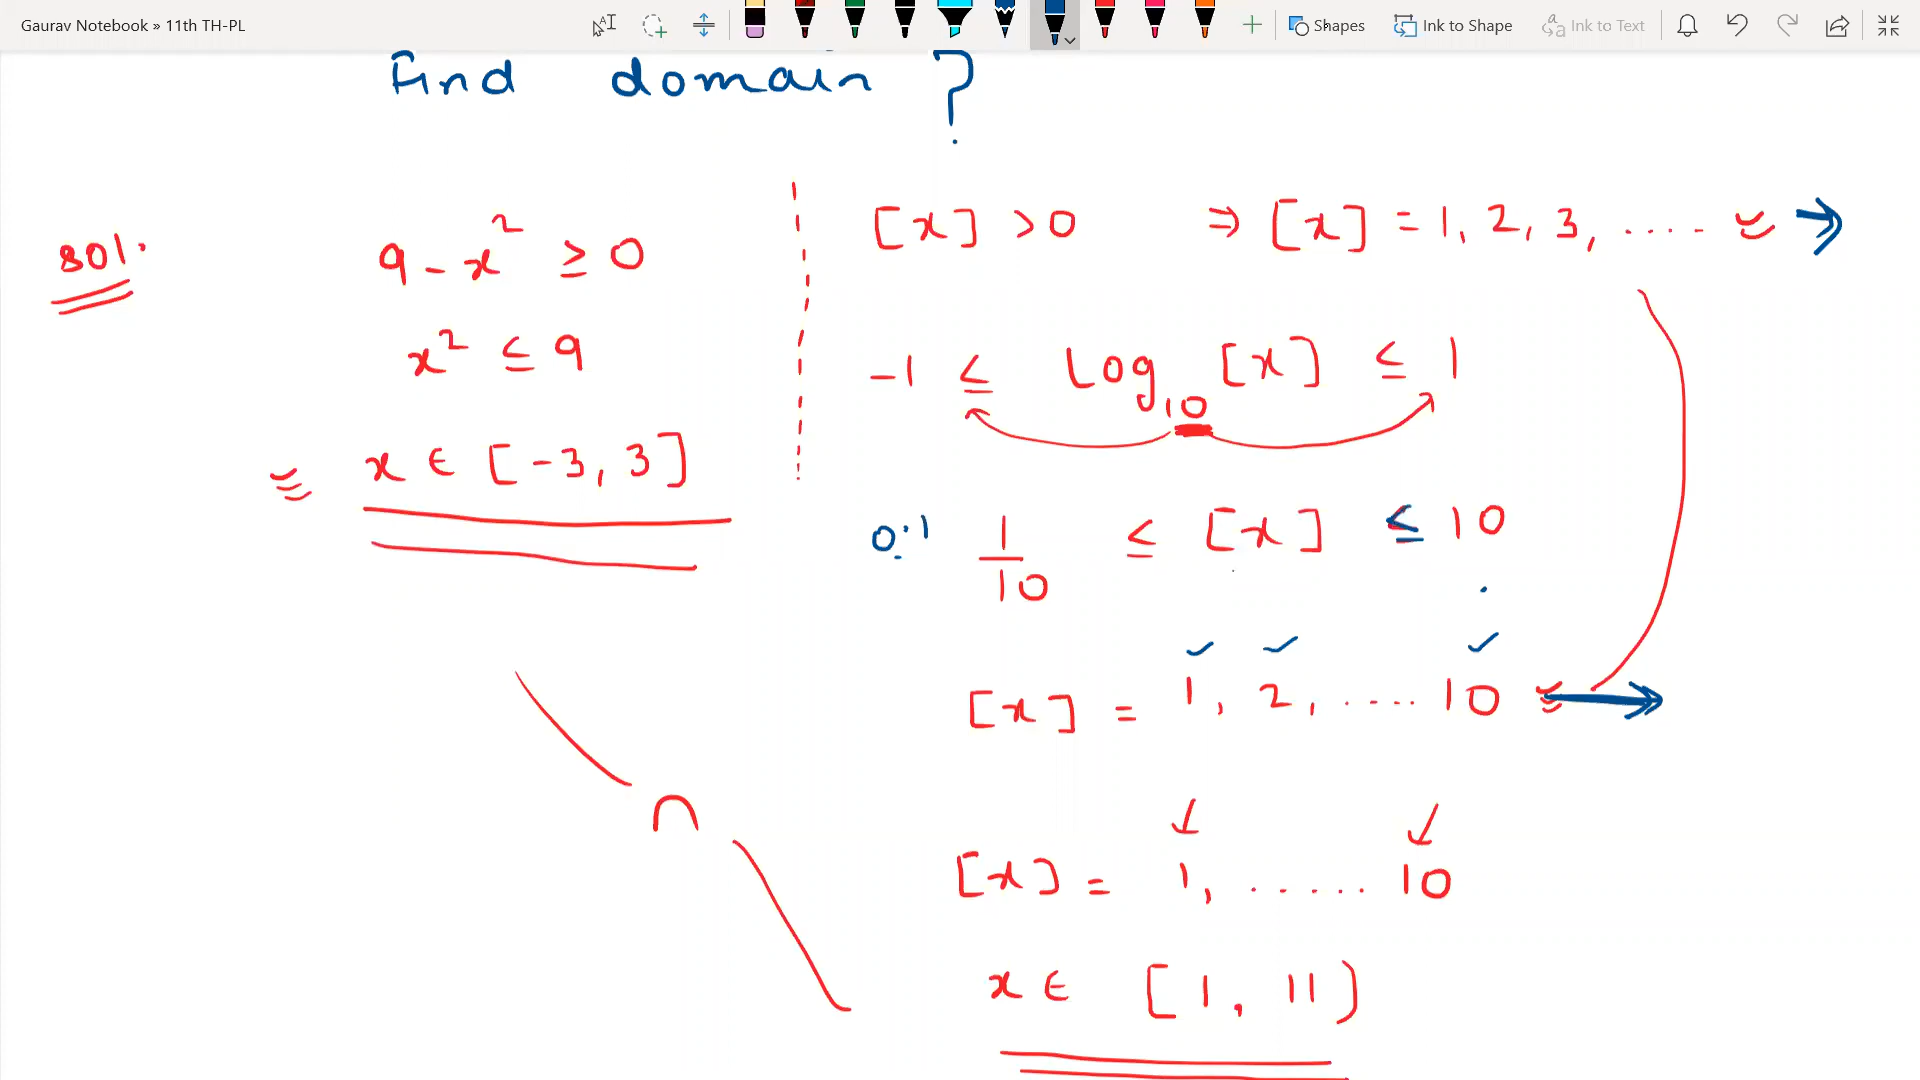 Gaurav Notebook » 11th TH-PL
Shapes
Ink to Shape
Ink to Text
Find domain ?
Sol.
9 - x² ≥ 0
x² ≤ 9
x ∈ [-3, 3]
∩
[x] > 0 ⇒ [x] = 1, 2, 3, .....
-1 ≤ Log₁₀ [x] ≤ 1
0.1 1/10 ≤ [x] ≤ 10
[x] = 1, 2, ..... 10
[x] = 1, ...... 10
x ∈ [1, 11)